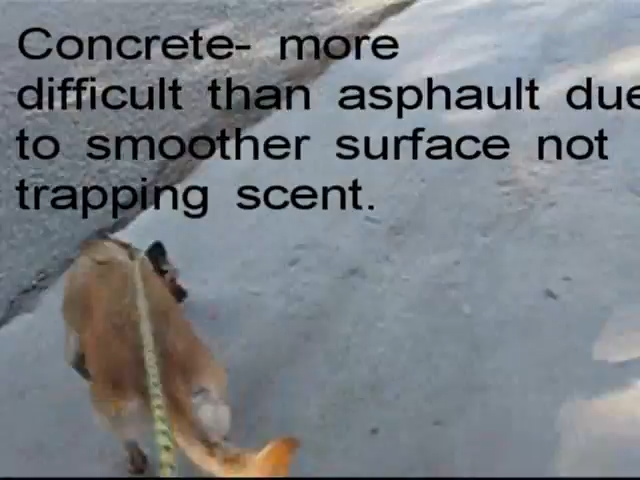 Concrete- more
difficult than asphault due
to smoother surface not
trapping scent.